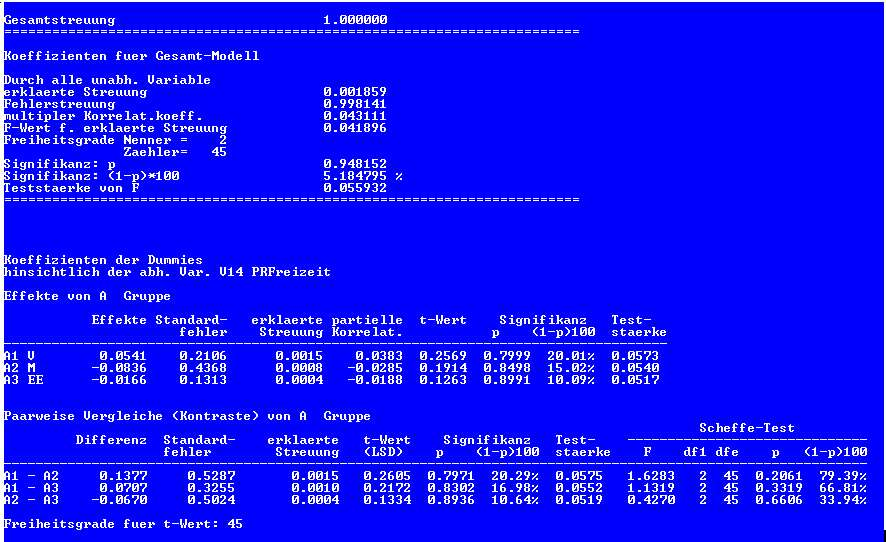 Gesamtstreuung 1.000000
========================================================================
Koeffizienten fuer Gesamt-Modell
Durch alle unabh. Variable
erklaerte Streuung 0.001859
Fehlerstreuung 0.998141
multipler Korrelat.koeff. 0.043111
F-Wert f. erklaerte Streuung 0.041896
Freiheitsgrade Nenner = 2
Zaehler= 45
Signifikanz: p 0.948152
Signifikanz: (1-p)*100 5.184795 %
Teststaerke von F 0.055932
========================================================================
Koeffizienten der Dummies
hinsichtlich der abh. Var. V14 PRFreizeit
Effekte von A Gruppe
Effekte Standard- erklaerte partielle t-Wert Signifikanz Test-
fehler Streuung Korrelat. p (1-p)100 staerke
A1 V 0.0541 0.2106 0.0015 0.0383 0.2569 0.7999 20.01% 0.0573
A2 M -0.0836 0.4368 0.0008 -0.0285 0.1914 0.8498 15.02% 0.0540
A3 EE -0.0166 0.1313 0.0004 -0.0188 0.1263 0.8991 10.09% 0.0517
Paarweise Vergleiche (Kontraste) von A Gruppe
Scheffe-Test
Differenz Standard- erklaerte t-Wert Signifikanz Test-
fehler Streuung (LSD) p (1-p)100 staerke F df1 dfe p (1-p)100
A1 - A2 0.1377 0.5287 0.0015 0.2605 0.7971 20.29% 0.0575 1.6283 2 45 0.2061 79.39%
A1 - A3 0.0707 0.3255 0.0010 0.2172 0.8302 16.98% 0.0552 1.1319 2 45 0.3319 66.81%
A2 - A3 -0.0670 0.5024 0.0004 0.1334 0.8936 10.64% 0.0519 0.4270 2 45 0.6606 33.94%
Freiheitsgrade fuer t-Wert: 45